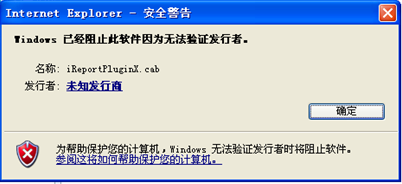 Internet Explorer - 安全警告
Windows 已经阻止此软件因为无法验证发行者。
名称: iReportPluginX.cab
发行者: 未知发行商
确定
为帮助保护您的计算机，Windows 无法验证发行者时将阻止软件。
参阅这将如何帮助保护您的计算机。